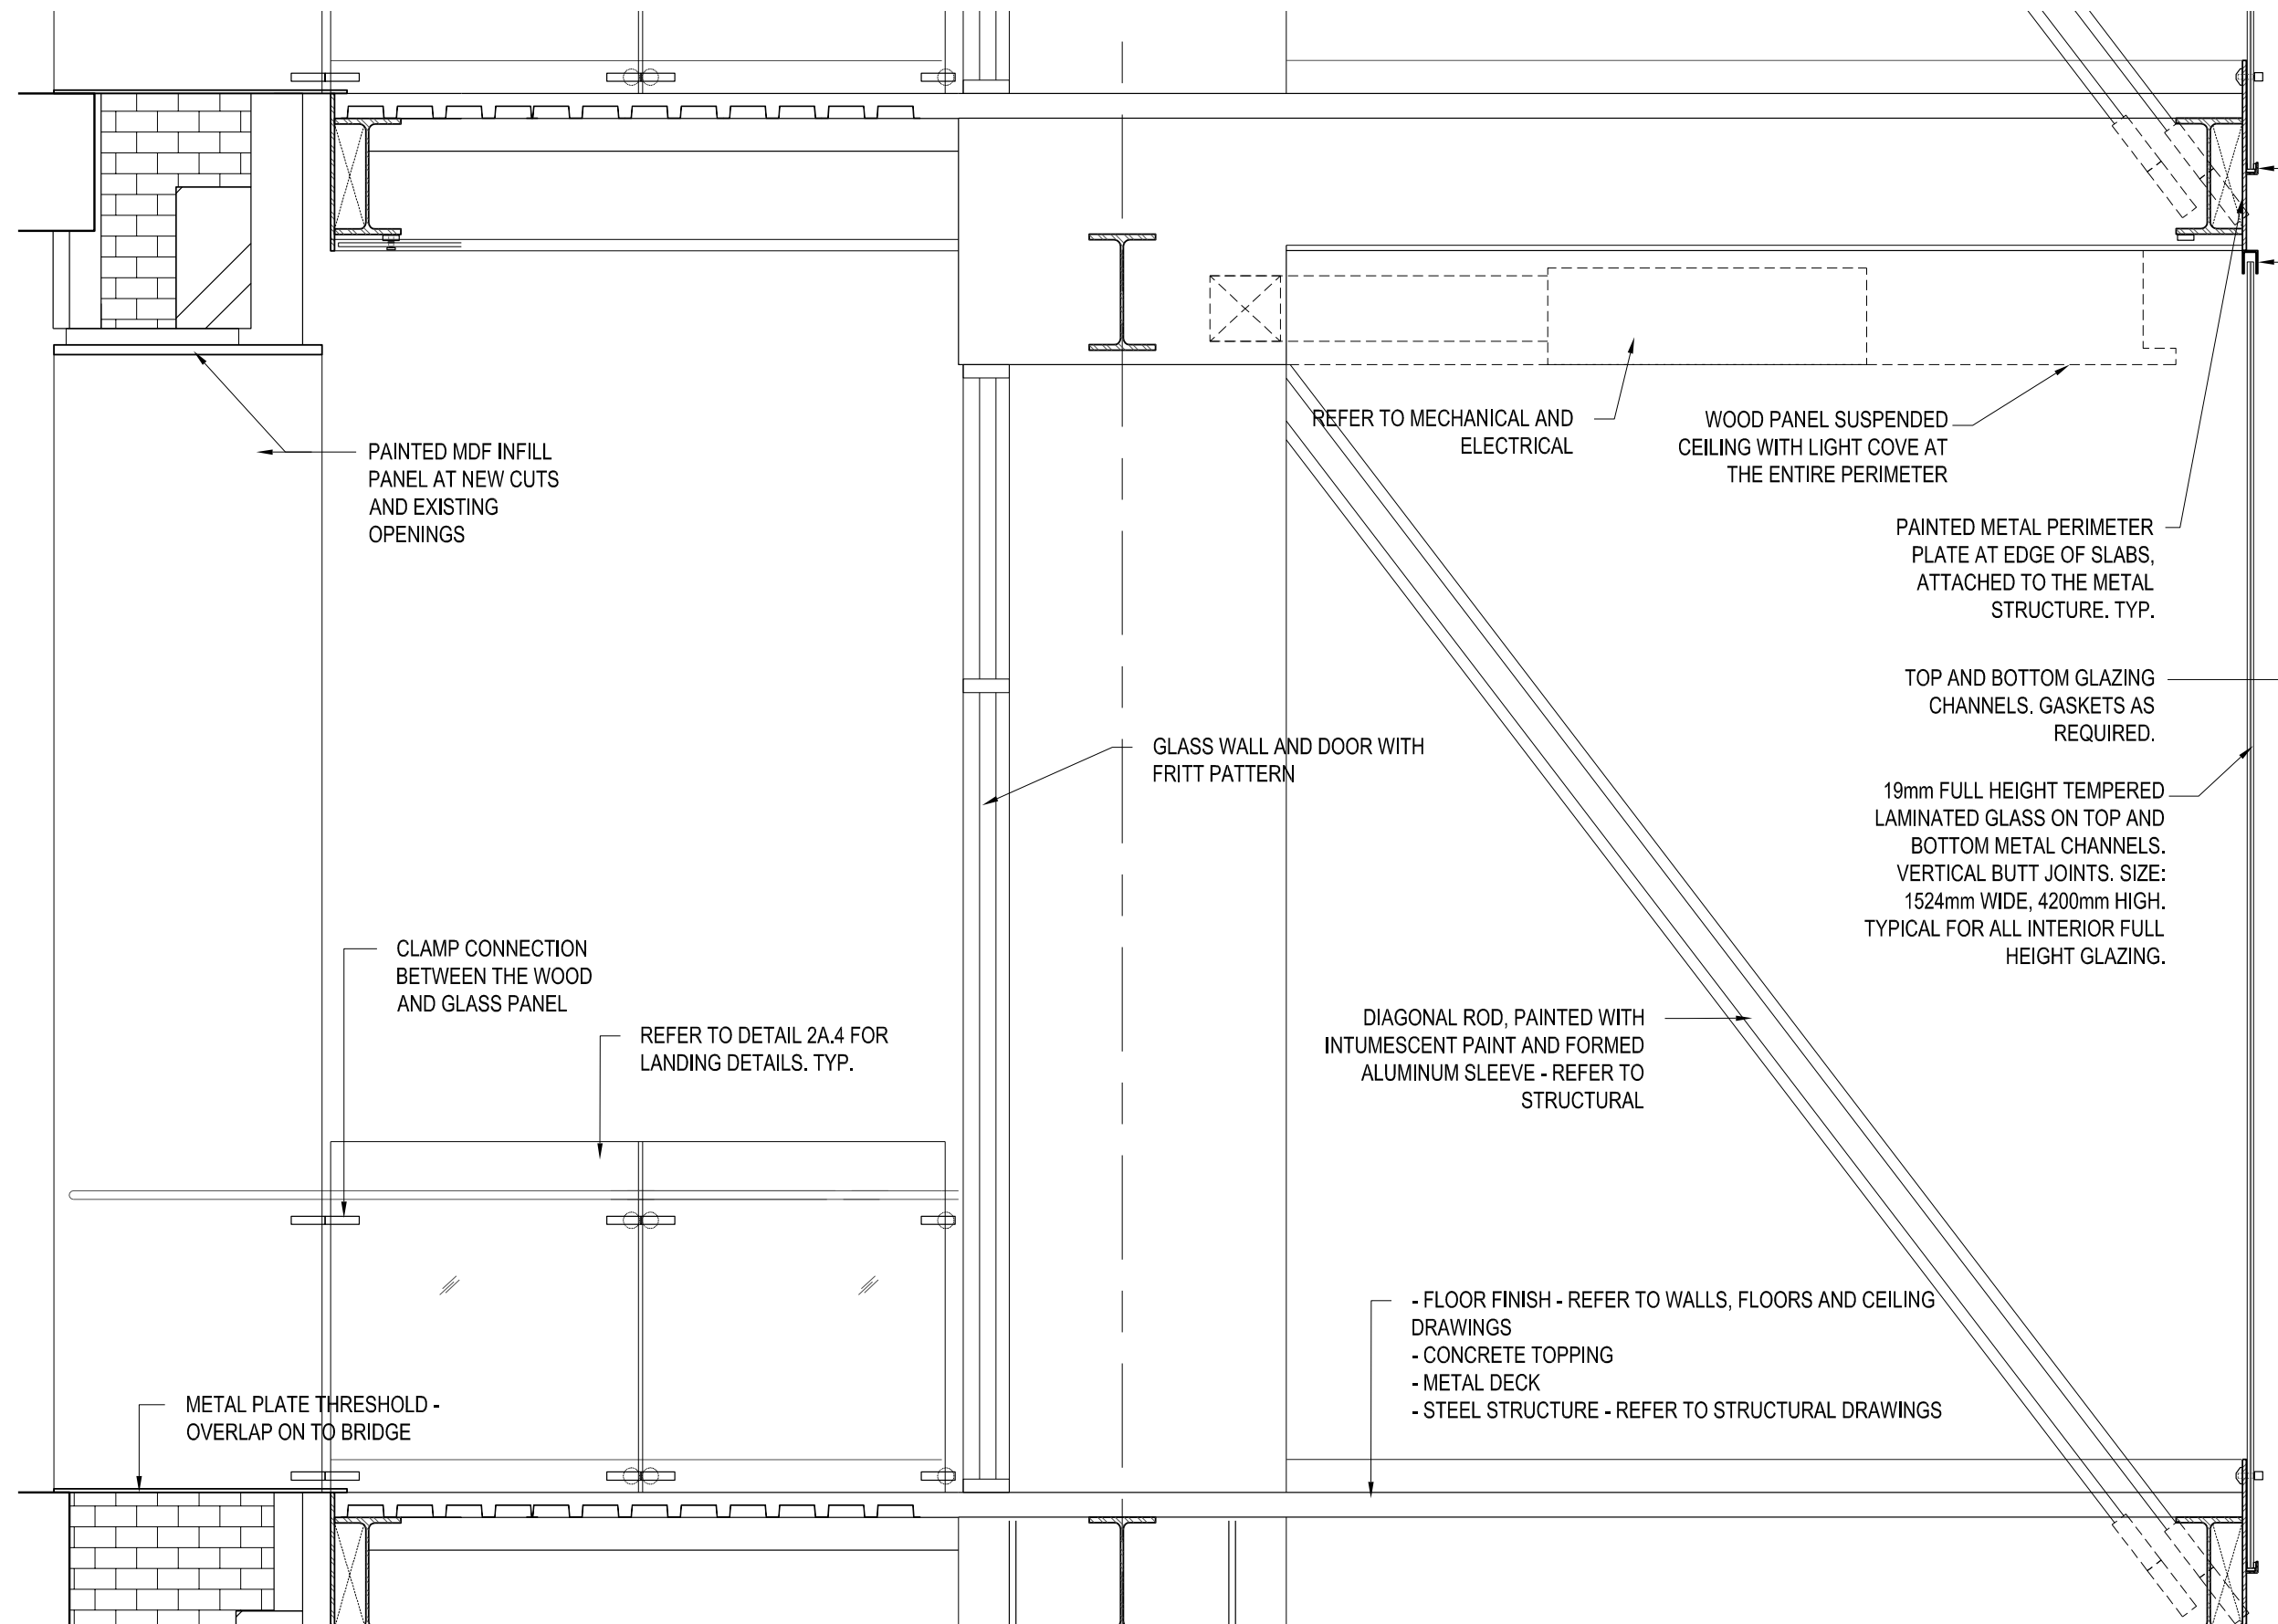 REFER TO MECHANICAL AND
ELECTRICAL
WOOD PANEL SUSPENDED
CEILING WITH LIGHT COVE AT
THE ENTIRE PERIMETER
PAINTED MDF INFILL
PANEL AT NEW CUTS
AND EXISTING
OPENINGS
PAINTED METAL PERIMETER
PLATE AT EDGE OF SLABS,
ATTACHED TO THE METAL
STRUCTURE. TYP.
TOP AND BOTTOM GLAZING
CHANNELS. GASKETS AS
REQUIRED.
GLASS WALL AND DOOR WITH
FRITT PATTERN
19mm FULL HEIGHT TEMPERED
LAMINATED GLASS ON TOP AND
BOTTOM METAL CHANNELS.
VERTICAL BUTT JOINTS. SIZE:
1524mm WIDE, 4200mm HIGH.
TYPICAL FOR ALL INTERIOR FULL
HEIGHT GLAZING.
CLAMP CONNECTION
BETWEEN THE WOOD
AND GLASS PANEL
REFER TO DETAIL 2A.4 FOR
LANDING DETAILS. TYP.
DIAGONAL ROD, PAINTED WITH
INTUMESCENT PAINT AND FORMED
ALUMINUM SLEEVE - REFER TO
STRUCTURAL
- FLOOR FINISH - REFER TO WALLS, FLOORS AND CEILING
DRAWINGS
- CONCRETE TOPPING
- METAL DECK
- STEEL STRUCTURE - REFER TO STRUCTURAL DRAWINGS
METAL PLATE THRESHOLD -
OVERLAP ON TO BRIDGE